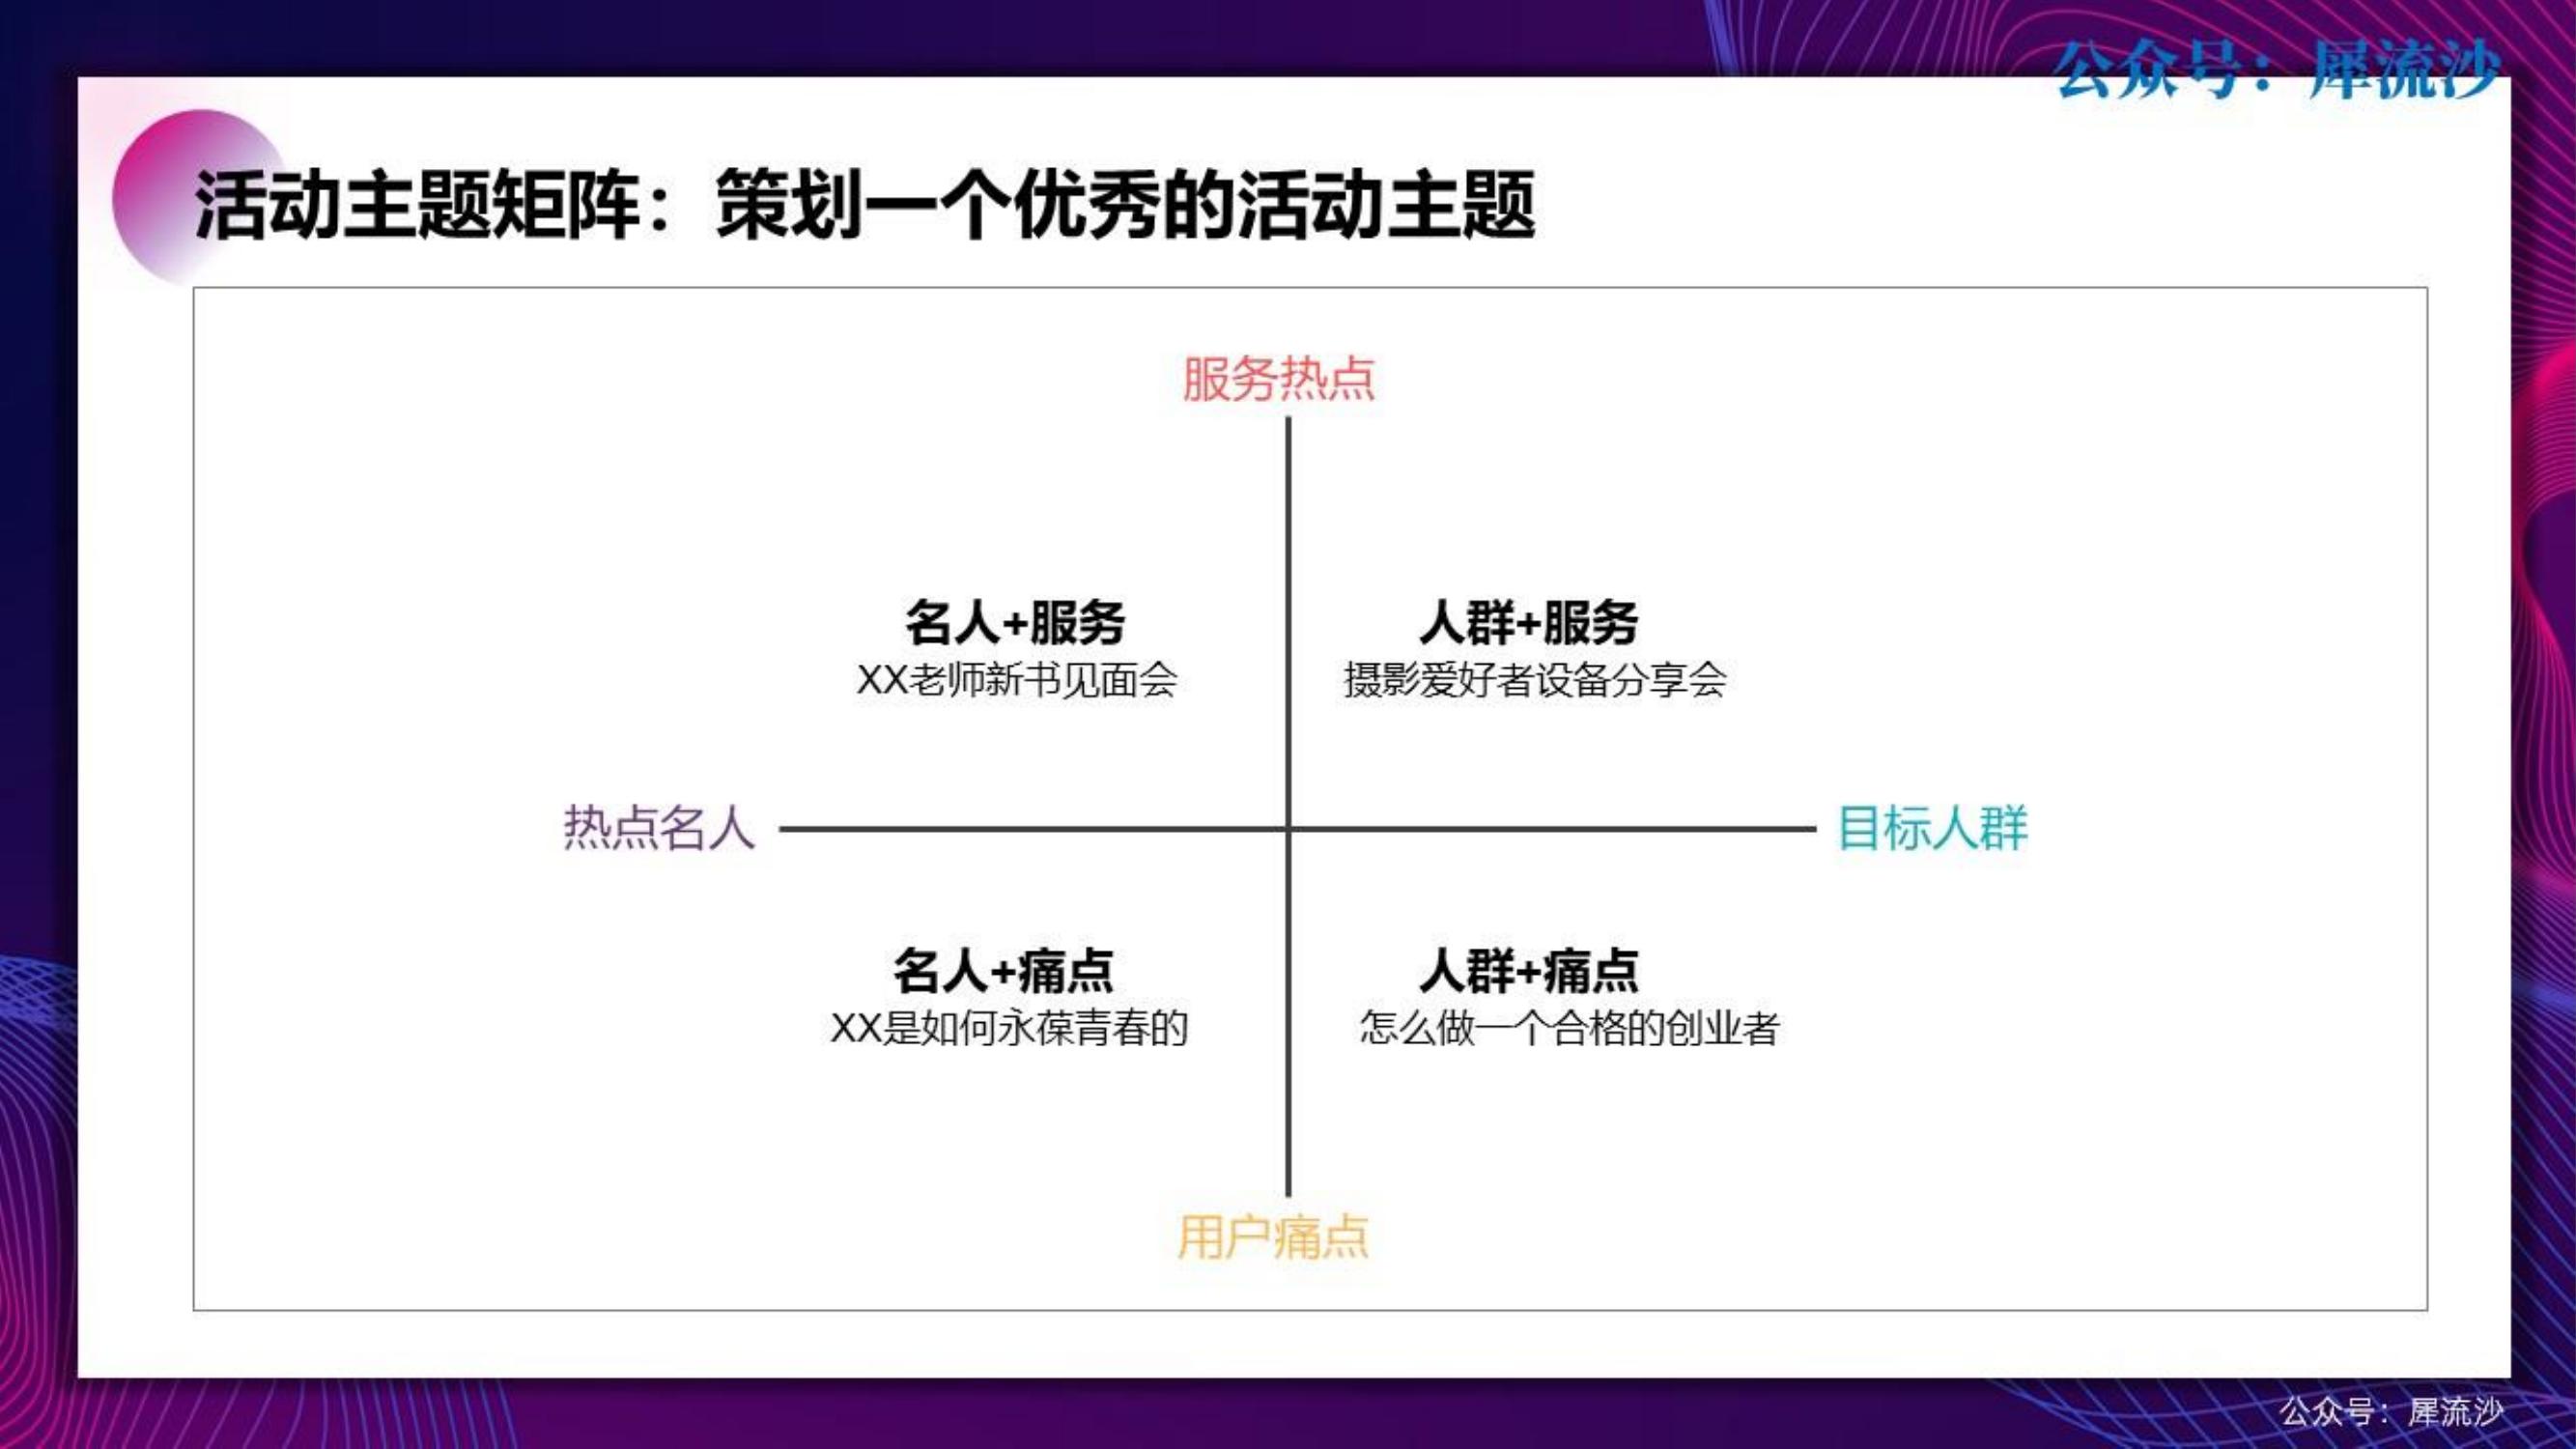 公众号：犀流沙
活动主题矩阵：策划一个优秀的活动主题
服务热点
名人+服务
XX老师新书见面会
人群+服务
摄影爱好者设备分享会
热点名人
目标人群
名人+痛点
XX是如何永葆青春的
人群+痛点
怎么做一个合格的创业者
用户痛点
公众号：犀流沙